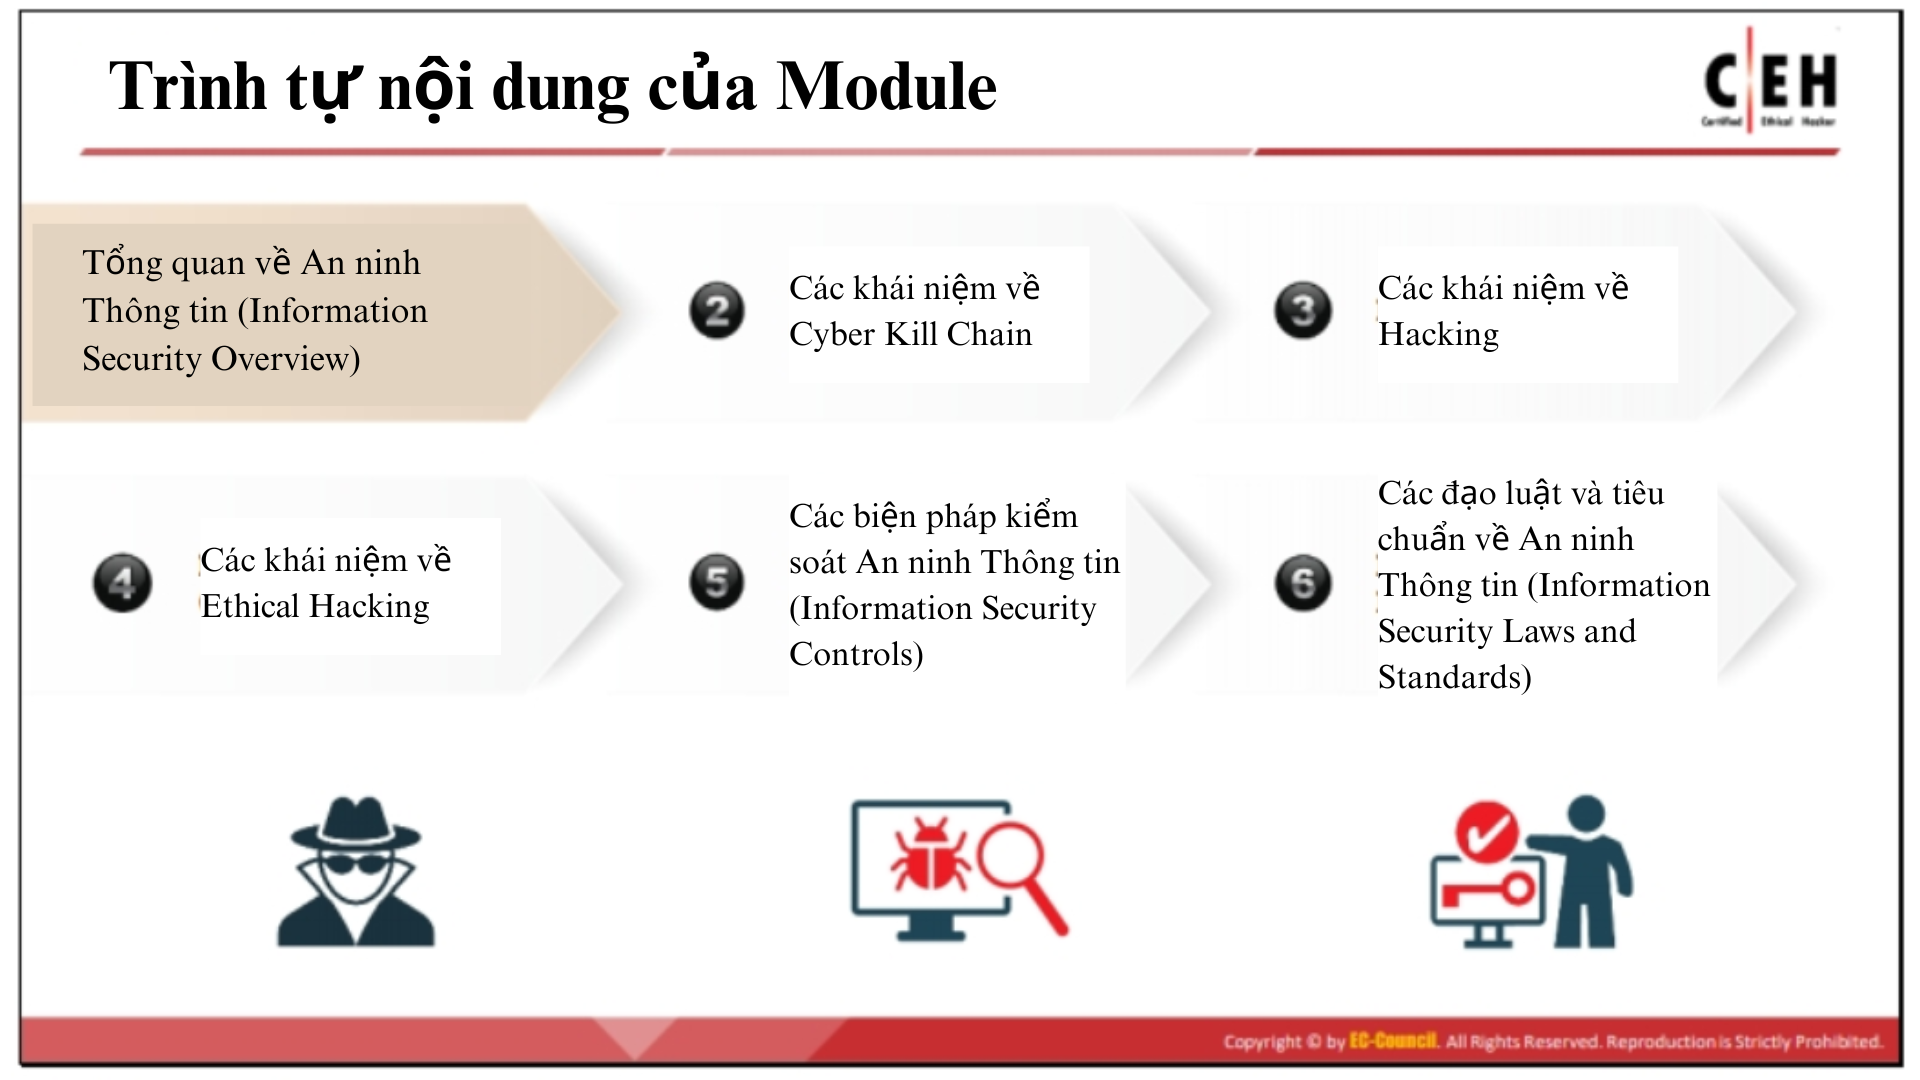 Trình tự nội dung của Module
C|EH
Certified Ethical Hacker
Tổng quan về An ninh
Thông tin (Information
Security Overview)
2
Các khái niệm về
Cyber Kill Chain
3
Các khái niệm về
Hacking
4
Các khái niệm về
Ethical Hacking
5
Các biện pháp kiểm
soát An ninh Thông tin
(Information Security
Controls)
6
Các đạo luật và tiêu
chuẩn về An ninh
Thông tin (Information
Security Laws and
Standards)
Copyright © by EC-Council. All Rights Reserved. Reproduction is Strictly Prohibited.